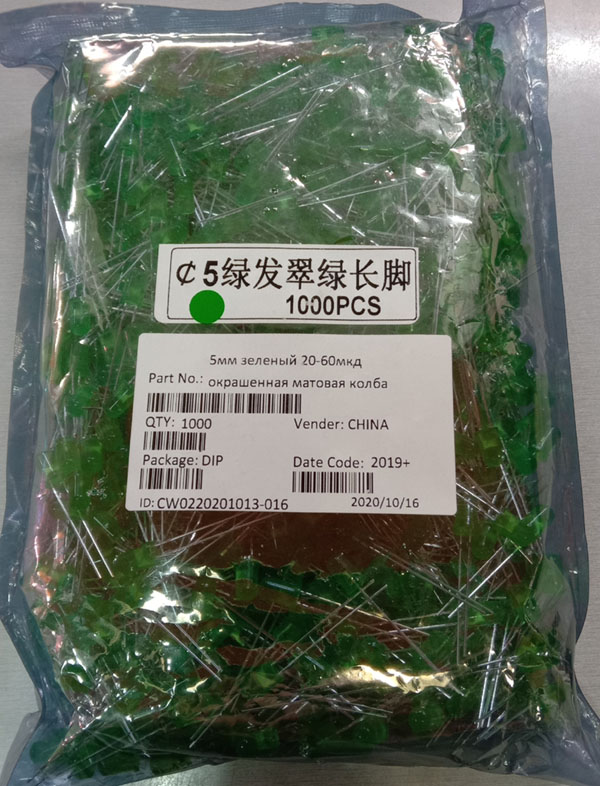 ¢5绿发翠绿长脚
1000PCS
5мм зеленый 20-60мкд
Part No.: окрашенная матовая колба
QTY: 1000 Vender: CHINA
Package: DIP Date Code: 2019+
ID: CW0220201013-016 2020/10/16